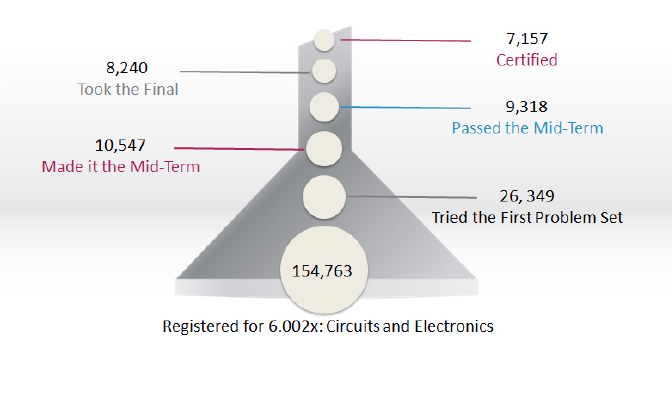 7,157
Certified
8,240
Took the Final
9,318
Passed the Mid-Term
10,547
Made it the Mid-Term
26, 349
Tried the First Problem Set
154,763
Registered for 6.002x: Circuits and Electronics